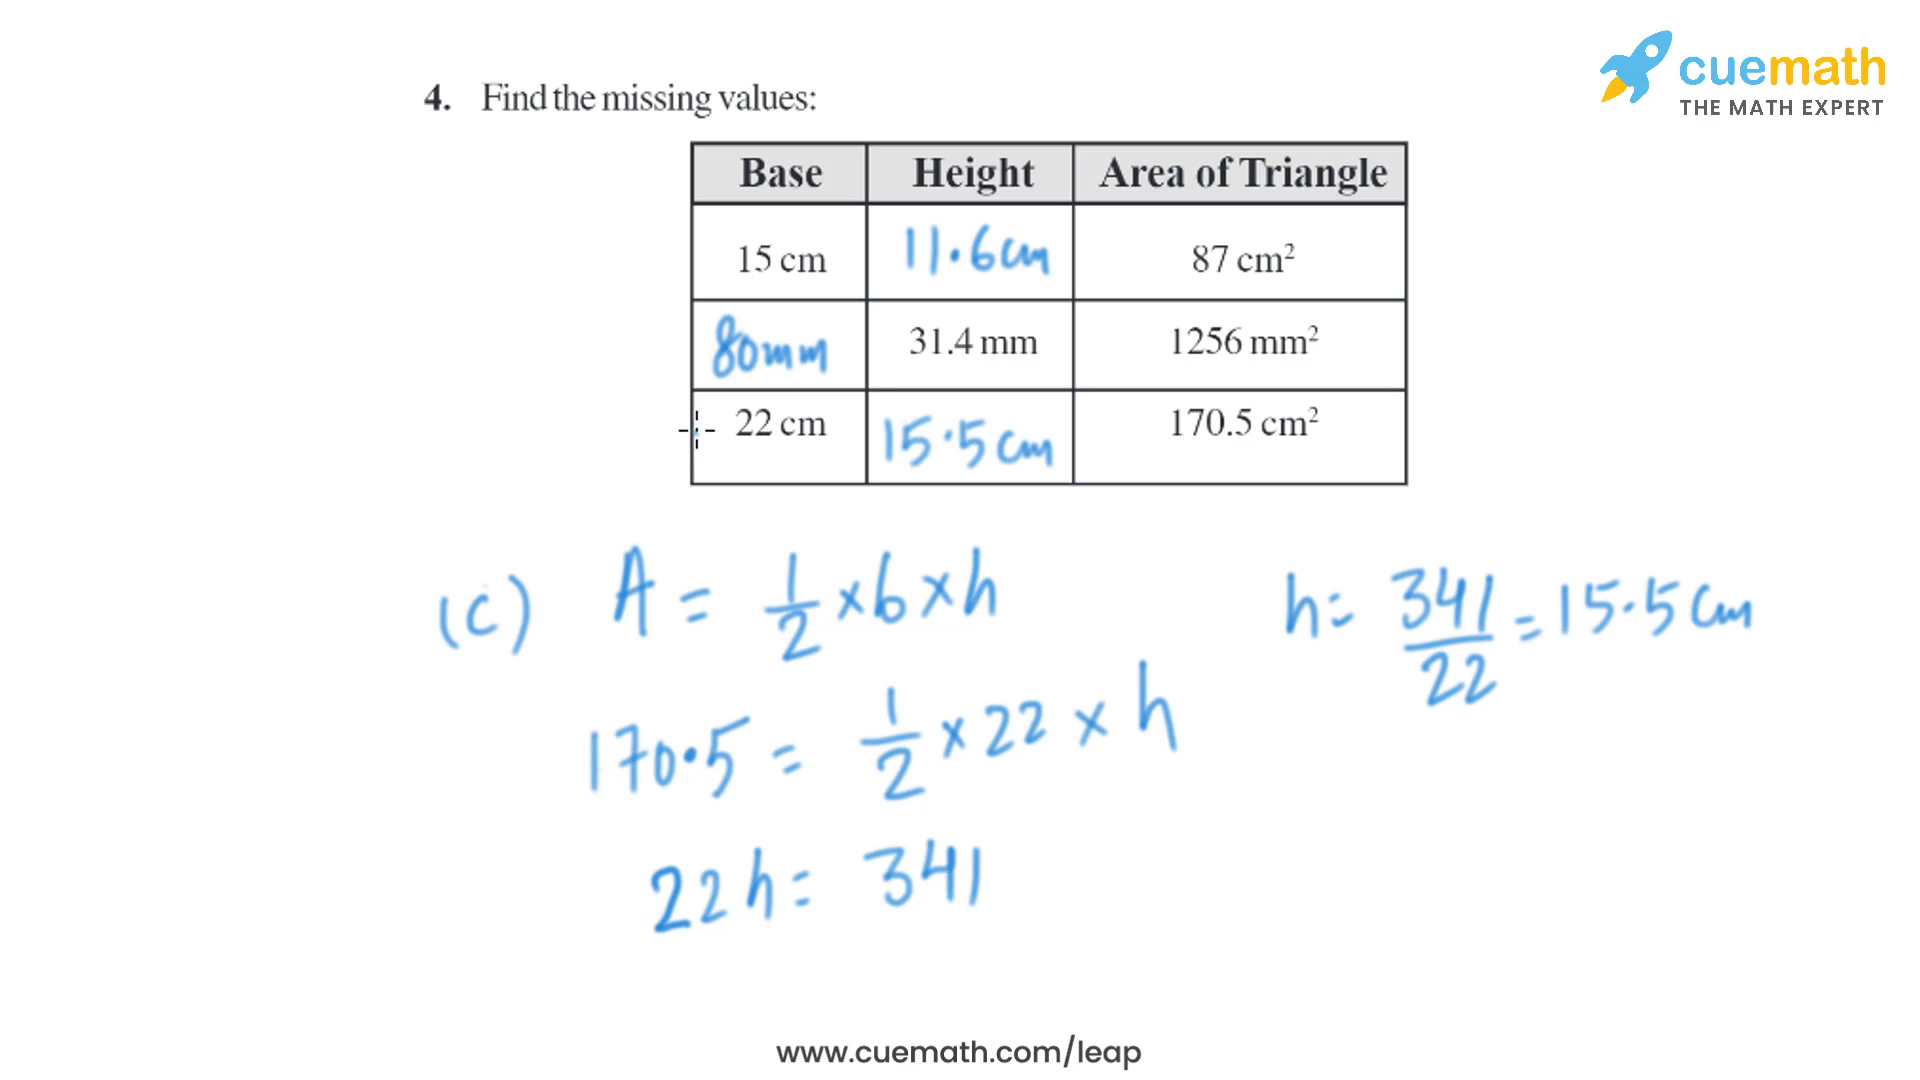 cuemath
THE MATH EXPERT
4. Find the missing values:
Base Height Area of Triangle
15 cm 11.6cm 87 cm²
80mm 31.4 mm 1256 mm²
22 cm 15.5cm 170.5 cm²
(c) A = 1/2 × b × h
170.5 = 1/2 × 22 × h
22h = 341
h = 341/22 = 15.5cm
www.cuemath.com/leap